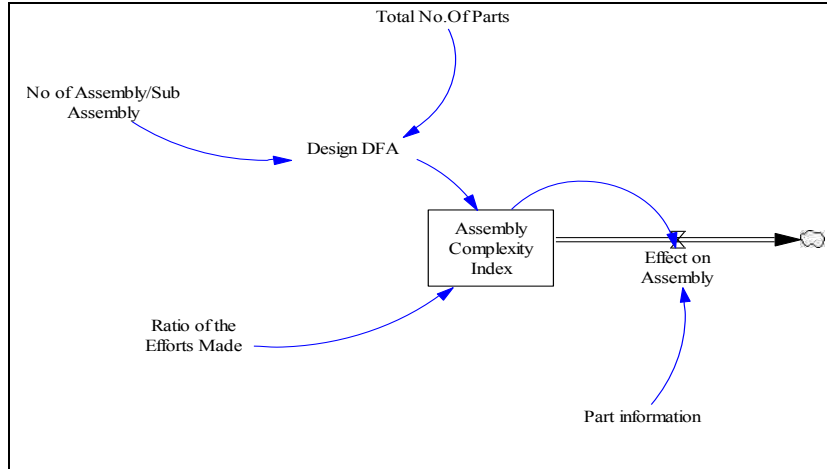 Total No.Of Parts
No of Assembly/Sub
Assembly
Design DFA
Assembly
Complexity
Index
Effect on
Assembly
Ratio of the
Efforts Made
Part information